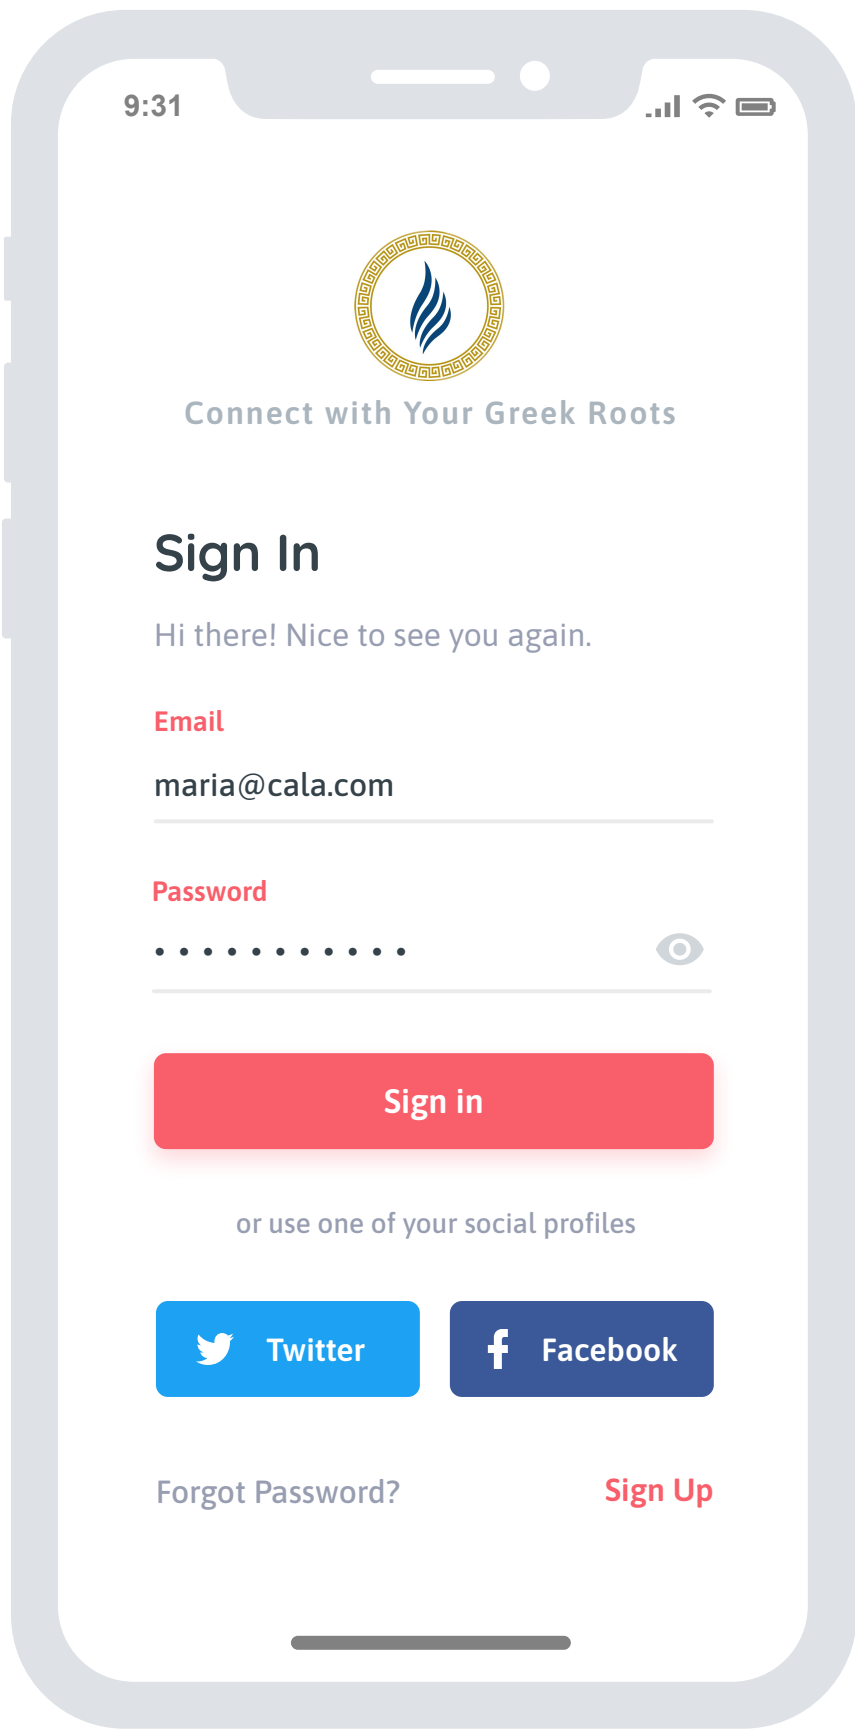 9:31
Connect with Your Greek Roots
Sign In
Hi there! Nice to see you again.
Email
maria@cala.com
Password
• • • • • • • • • • •
Sign in
or use one of your social profiles
Twitter
Facebook
Forgot Password?
Sign Up